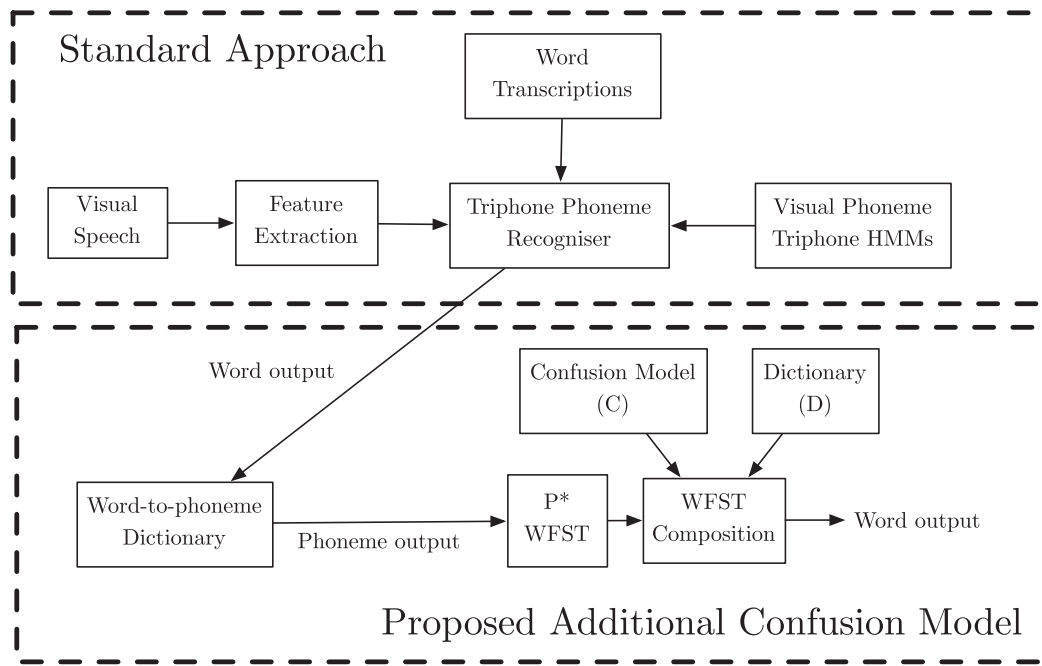 Standard Approach
Word
Transcriptions
Visual
Speech
Feature
Extraction
Triphone Phoneme
Recogniser
Visual Phoneme
Triphone HMMs
Word output
Confusion Model
(C)
Dictionary
(D)
Word-to-phoneme
Dictionary
Phoneme output
P*
WFST
WFST
Composition
Word output
Proposed Additional Confusion Model